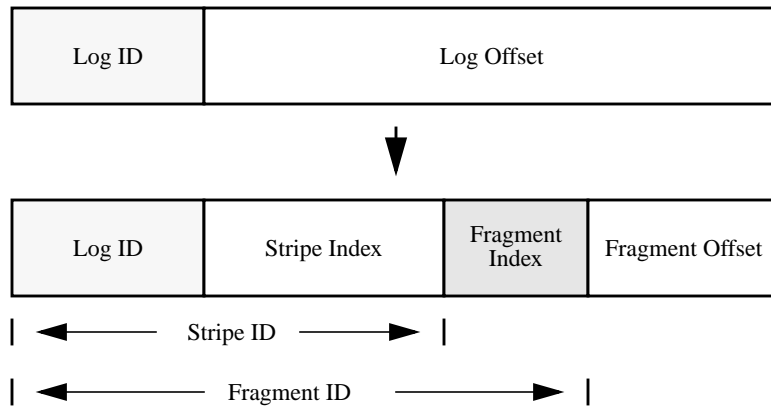 Log ID
Log Offset
Log ID
Stripe Index
Fragment
Index
Fragment Offset
Stripe ID
Fragment ID